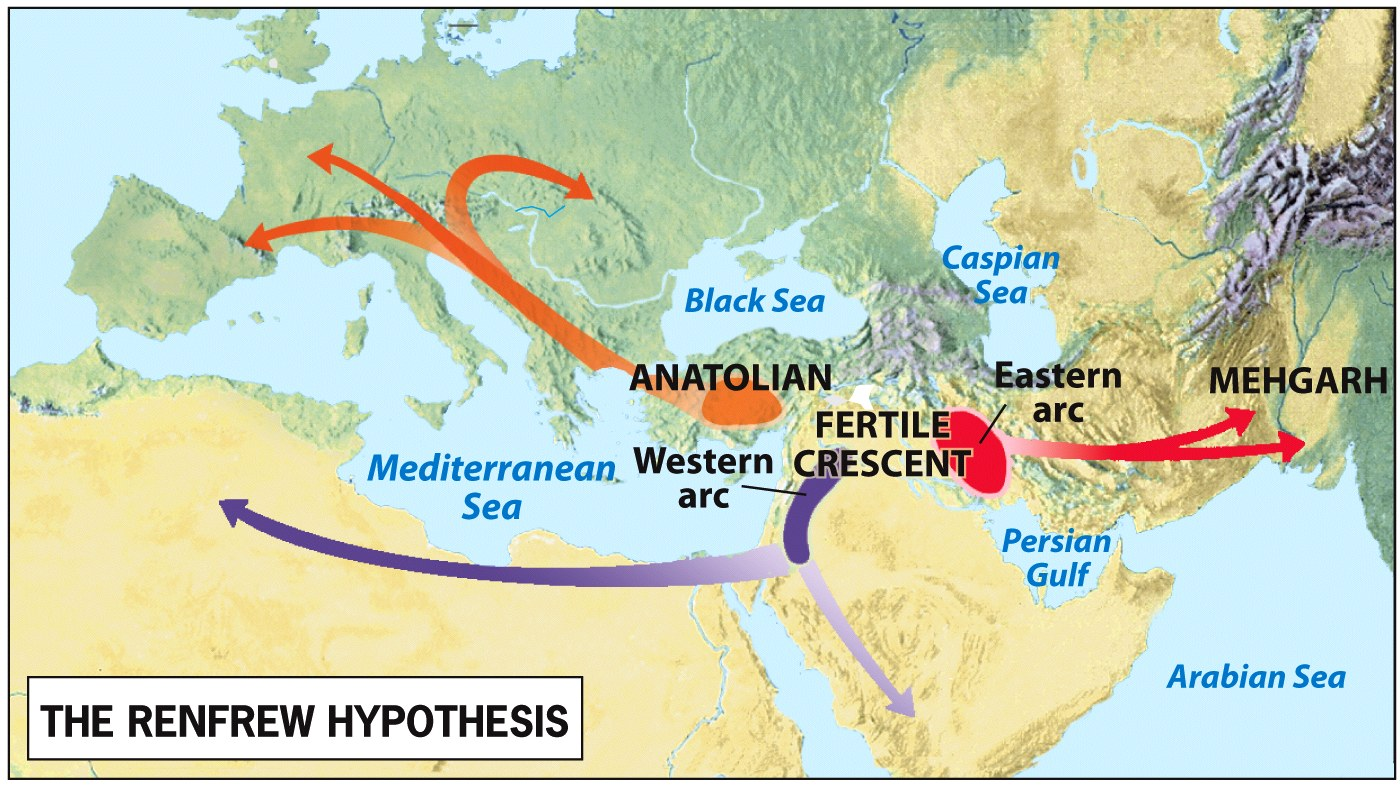 Caspian
Sea
Black Sea
ANATOLIAN
Eastern
arc
MEHGARH
FERTILE
CRESCENT
Western
arc
Mediterranean
Sea
Persian
Gulf
Arabian Sea
THE RENFREW HYPOTHESIS